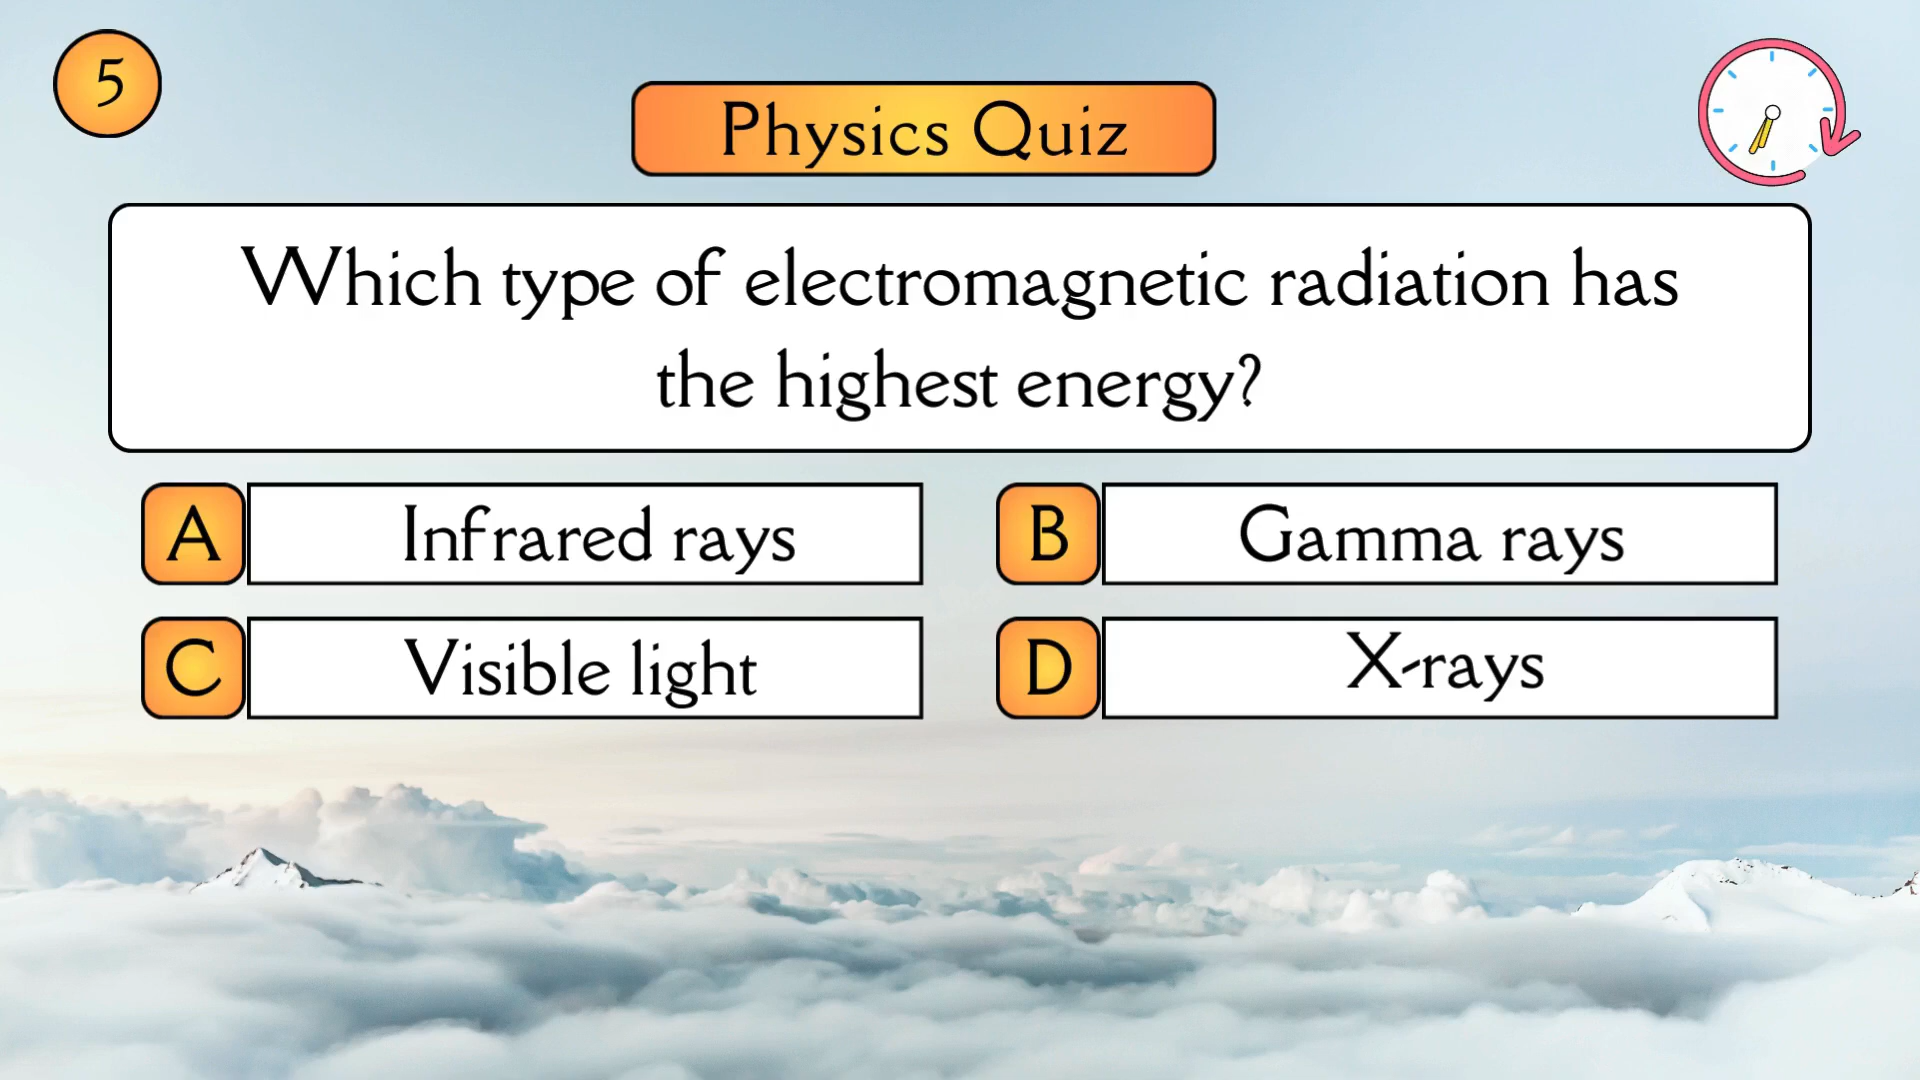 5
Physics Quiz
Which type of electromagnetic radiation has
the highest energy?
A Infrared rays
B Gamma rays
C Visible light
D X-rays